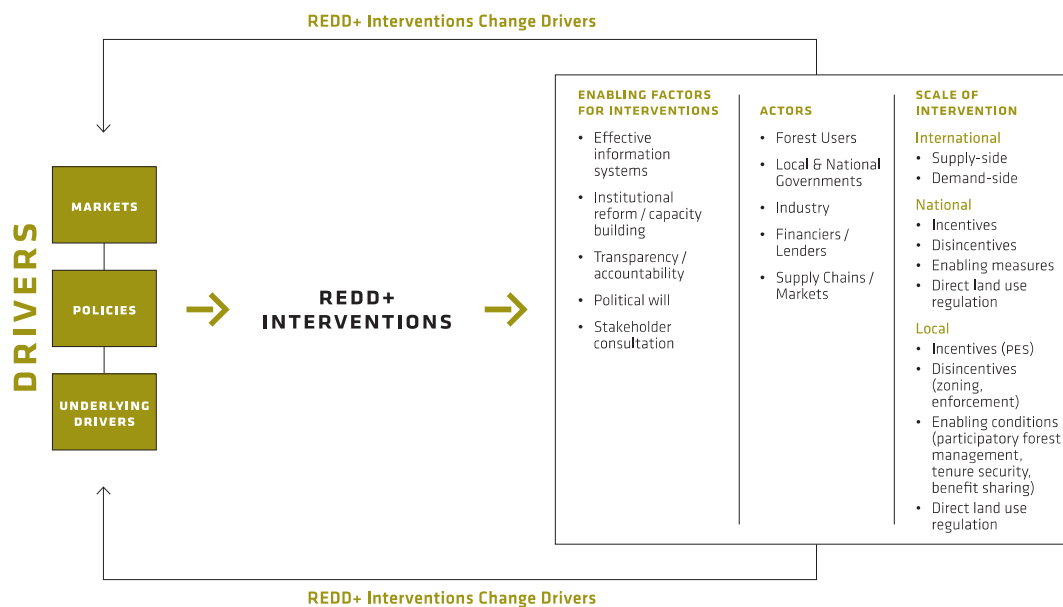 REDD+ Interventions Change Drivers
DRIVERS
MARKETS
POLICIES
UNDERLYING
DRIVERS
REDD+
INTERVENTIONS
ENABLING FACTORS
FOR INTERVENTIONS
• Effective
information
systems
• Institutional
reform / capacity
building
• Transparency /
accountability
• Political will
• Stakeholder
consultation
ACTORS
• Forest Users
• Local & National
Governments
• Industry
• Financiers /
Lenders
• Supply Chains /
Markets
SCALE OF
INTERVENTION
International
• Supply-side
• Demand-side
National
• Incentives
• Disincentives
• Enabling measures
• Direct land use
regulation
Local
• Incentives (PES)
• Disincentives
(zoning,
enforcement)
• Enabling conditions
(participatory forest
management,
tenure security,
benefit sharing)
• Direct land use
regulation
REDD+ Interventions Change Drivers